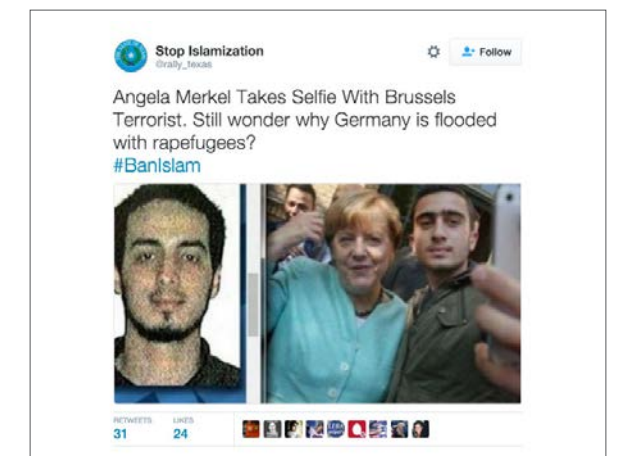 Stop Islamization
@rally_texas
Follow
Angela Merkel Takes Selfie With Brussels
Terrorist. Still wonder why Germany is flooded
with rapefugees?
#BanIslam
RETWEETS LIKES
31 24